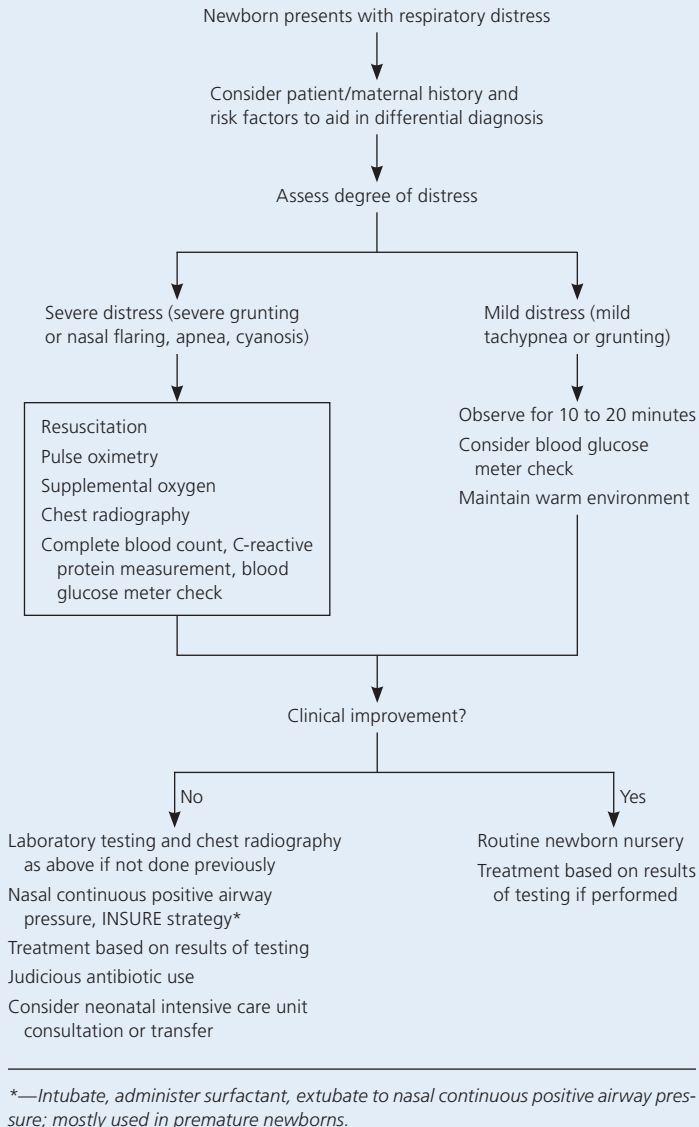 Newborn presents with respiratory distress
Consider patient/maternal history and
risk factors to aid in differential diagnosis
Assess degree of distress
Severe distress (severe grunting
or nasal flaring, apnea, cyanosis)
Mild distress (mild
tachypnea or grunting)
Resuscitation
Pulse oximetry
Supplemental oxygen
Chest radiography
Complete blood count, C-reactive
protein measurement, blood
glucose meter check
Observe for 10 to 20 minutes
Consider blood glucose
meter check
Maintain warm environment
Clinical improvement?
No
Laboratory testing and chest radiography
as above if not done previously
Nasal continuous positive airway
pressure, INSURE strategy*
Treatment based on results of testing
Judicious antibiotic use
Consider neonatal intensive care unit
consultation or transfer
Yes
Routine newborn nursery
Treatment based on results
of testing if performed
*—Intubate, administer surfactant, extubate to nasal continuous positive airway pres-
sure; mostly used in premature newborns.